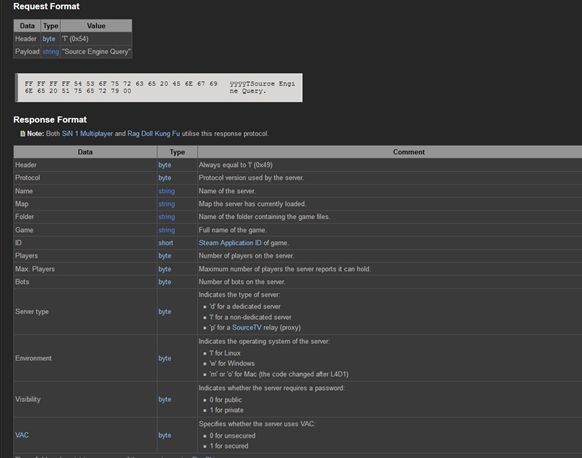 Request Format
Data Type Value
Header byte 'T' (0x54)
Payload string "Source Engine Query"
FF FF FF FF 54 53 6F 75 72 63 65 20 45 6E 67 69 ÿÿÿÿTSource Engi
6E 65 20 51 75 65 72 79 00 ne Query.
Response Format
Note: Both SiN 1 Multiplayer and Rag Doll Kung Fu utilise this response protocol.
Data Type Comment
Header byte Always equal to 'I' (0x49)
Protocol byte Protocol version used by the server.
Name string Name of the server.
Map string Map the server has currently loaded.
Folder string Name of the folder containing the game files.
Game string Full name of the game.
ID short Steam Application ID of game.
Players byte Number of players on the server.
Max. Players byte Maximum number of players the server reports it can hold.
Bots byte Number of bots on the server.
Indicates the type of server:
• 'd' for a dedicated server
Server type byte • 'l' for a non-dedicated server
• 'p' for a SourceTV relay (proxy)
Indicates the operating system of the server:
• 'l' for Linux
Environment byte • 'w' for Windows
• 'm' or 'o' for Mac (the code changed after L4D1)
Indicates whether the server requires a password:
Visibility byte • 0 for public
• 1 for private
Specifies whether the server uses VAC:
VAC byte • 0 for unsecured
• 1 for secured